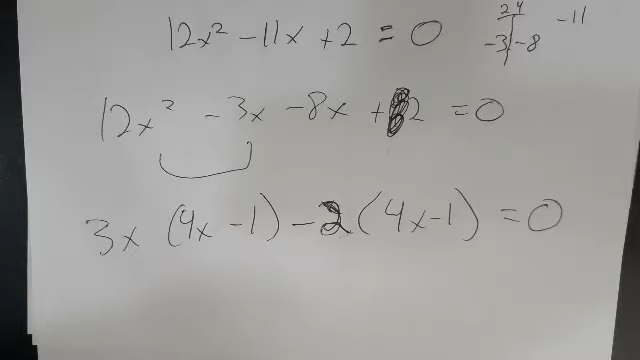 12x² - 11x + 2 = 0
24 -11
-3 -8
12x² - 3x - 8x + 2 = 0
3x (4x - 1) - 2 (4x - 1) = 0